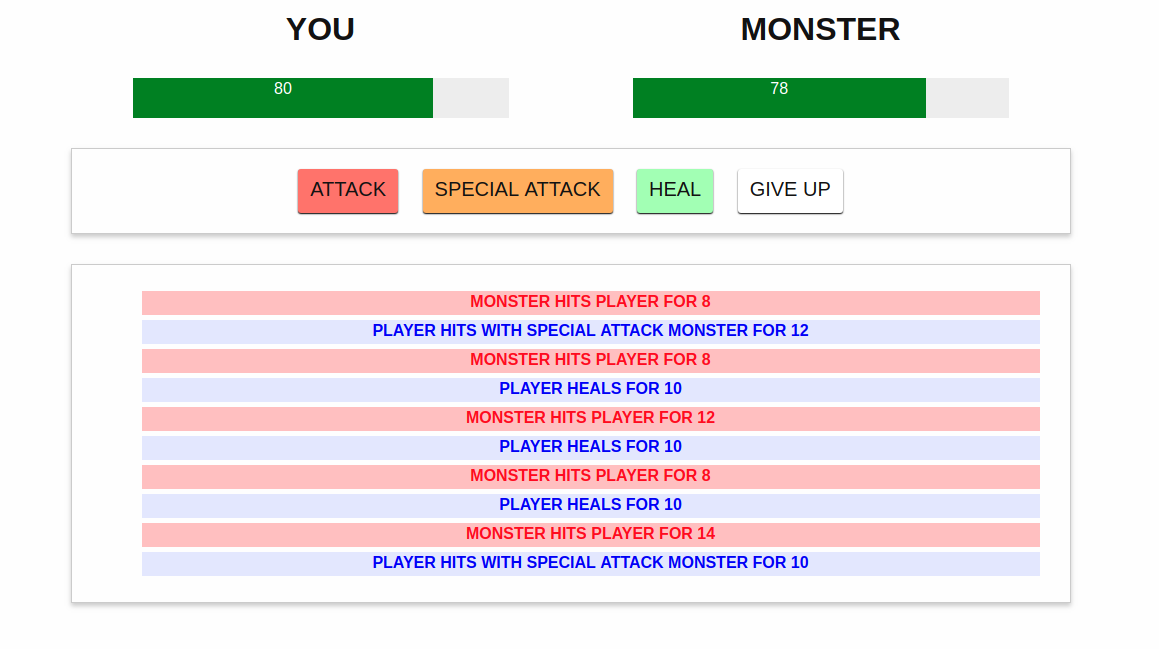 YOU
MONSTER
80
78
ATTACK
SPECIAL ATTACK
HEAL
GIVE UP
MONSTER HITS PLAYER FOR 8
PLAYER HITS WITH SPECIAL ATTACK MONSTER FOR 12
MONSTER HITS PLAYER FOR 8
PLAYER HEALS FOR 10
MONSTER HITS PLAYER FOR 12
PLAYER HEALS FOR 10
MONSTER HITS PLAYER FOR 8
PLAYER HEALS FOR 10
MONSTER HITS PLAYER FOR 14
PLAYER HITS WITH SPECIAL ATTACK MONSTER FOR 10